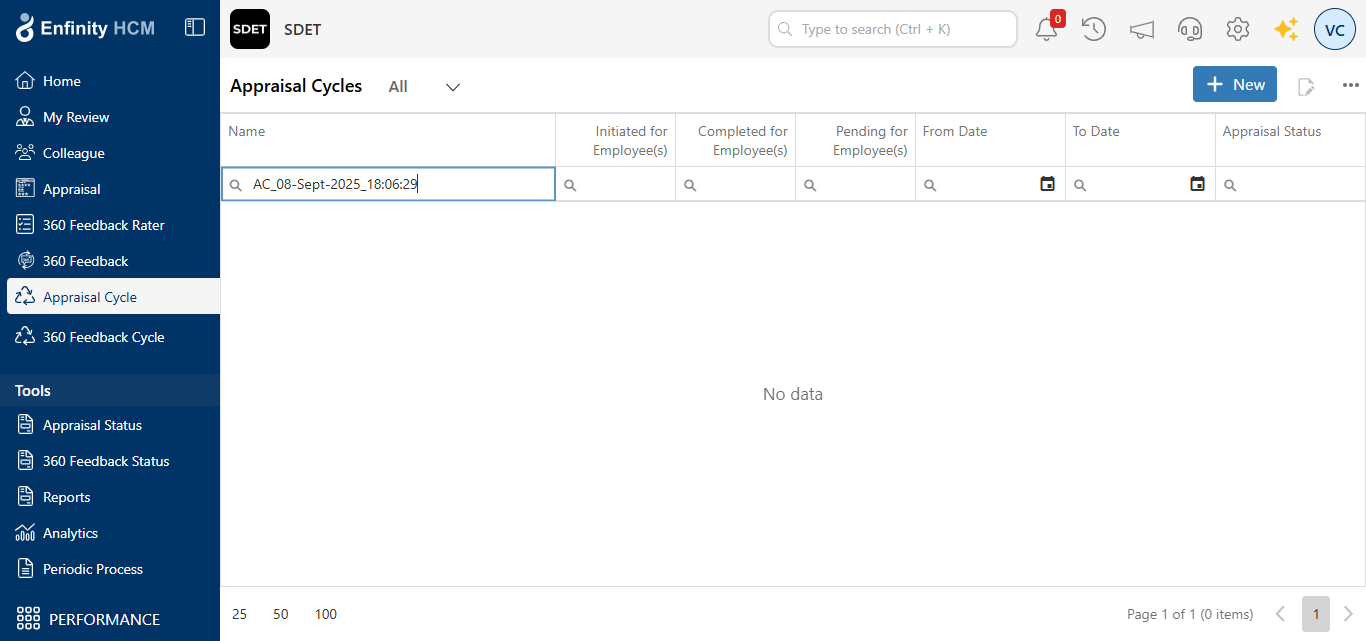 Enfinity HCM
SDET SDET
Type to search (Ctrl + K)
0
VC
Home
My Review
Colleague
Appraisal
360 Feedback Rater
360 Feedback
Appraisal Cycle
360 Feedback Cycle
Tools
Appraisal Status
360 Feedback Status
Reports
Analytics
Periodic Process
PERFORMANCE
Appraisal Cycles All
New
Name
Initiated for
Employee(s)
Completed for
Employee(s)
Pending for
Employee(s)
From Date
To Date
Appraisal Status
AC_08-Sept-2025_18:06:29
No data
25 50 100
Page 1 of 1 (0 items) 1